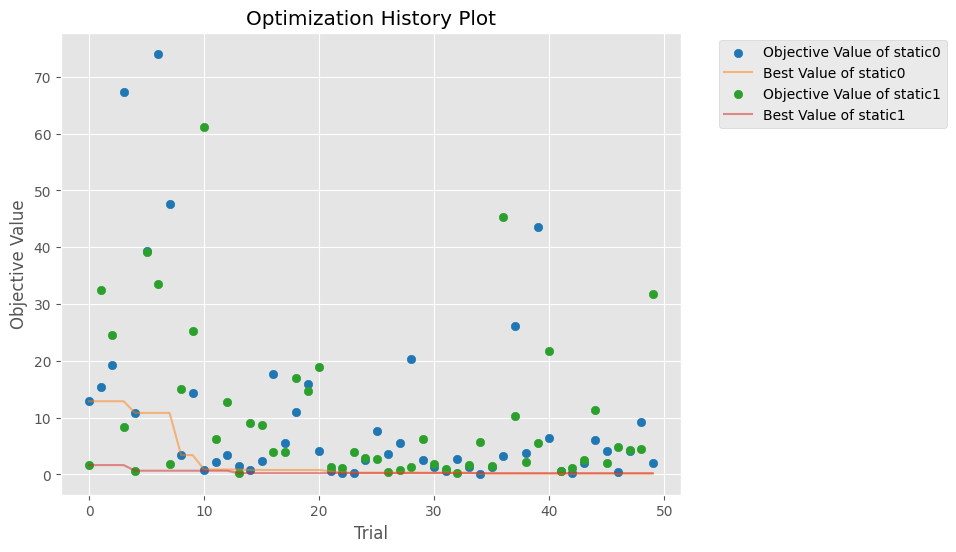 Optimization History Plot
Objective Value of static0
Best Value of static0
Objective Value of static1
Best Value of static1
Objective Value
70
60
50
40
30
20
10
0
0 10 20 30 40 50
Trial